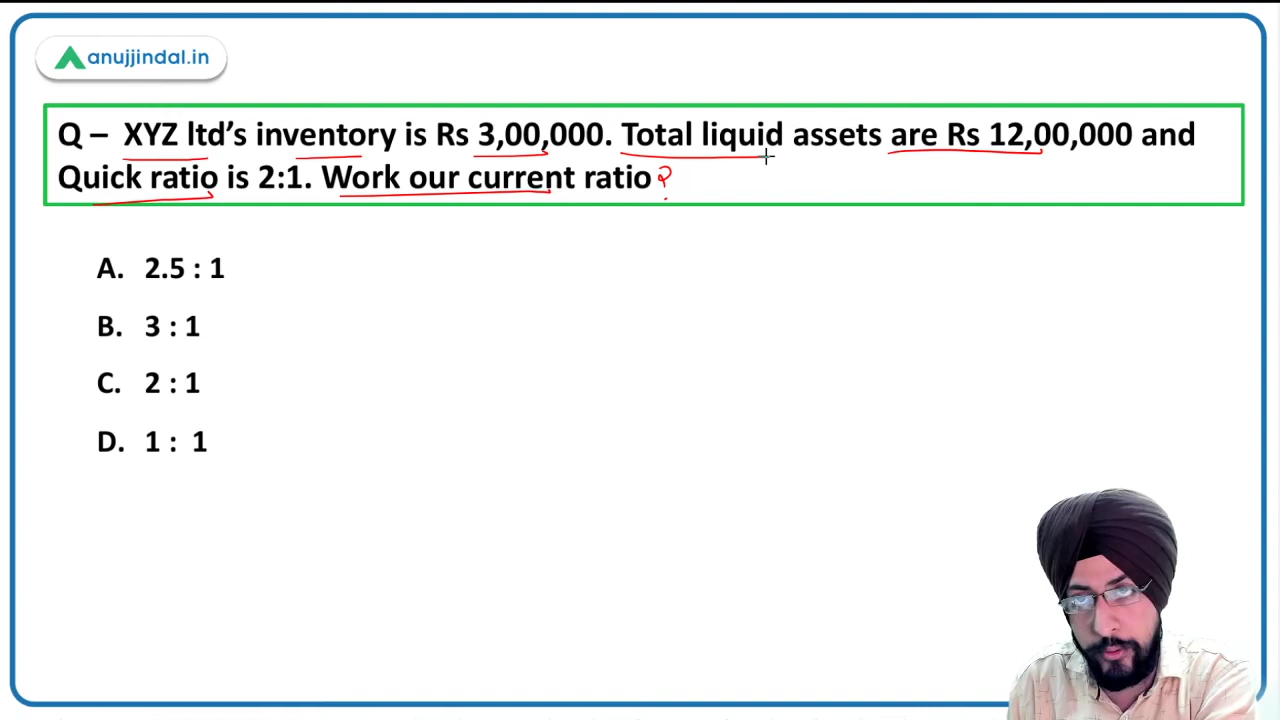 anujjindal.in
Q – XYZ ltd's inventory is Rs 3,00,000. Total liquid assets are Rs 12,00,000 and
Quick ratio is 2:1. Work our current ratio ?
A. 2.5 : 1
B. 3 : 1
C. 2 : 1
D. 1 : 1